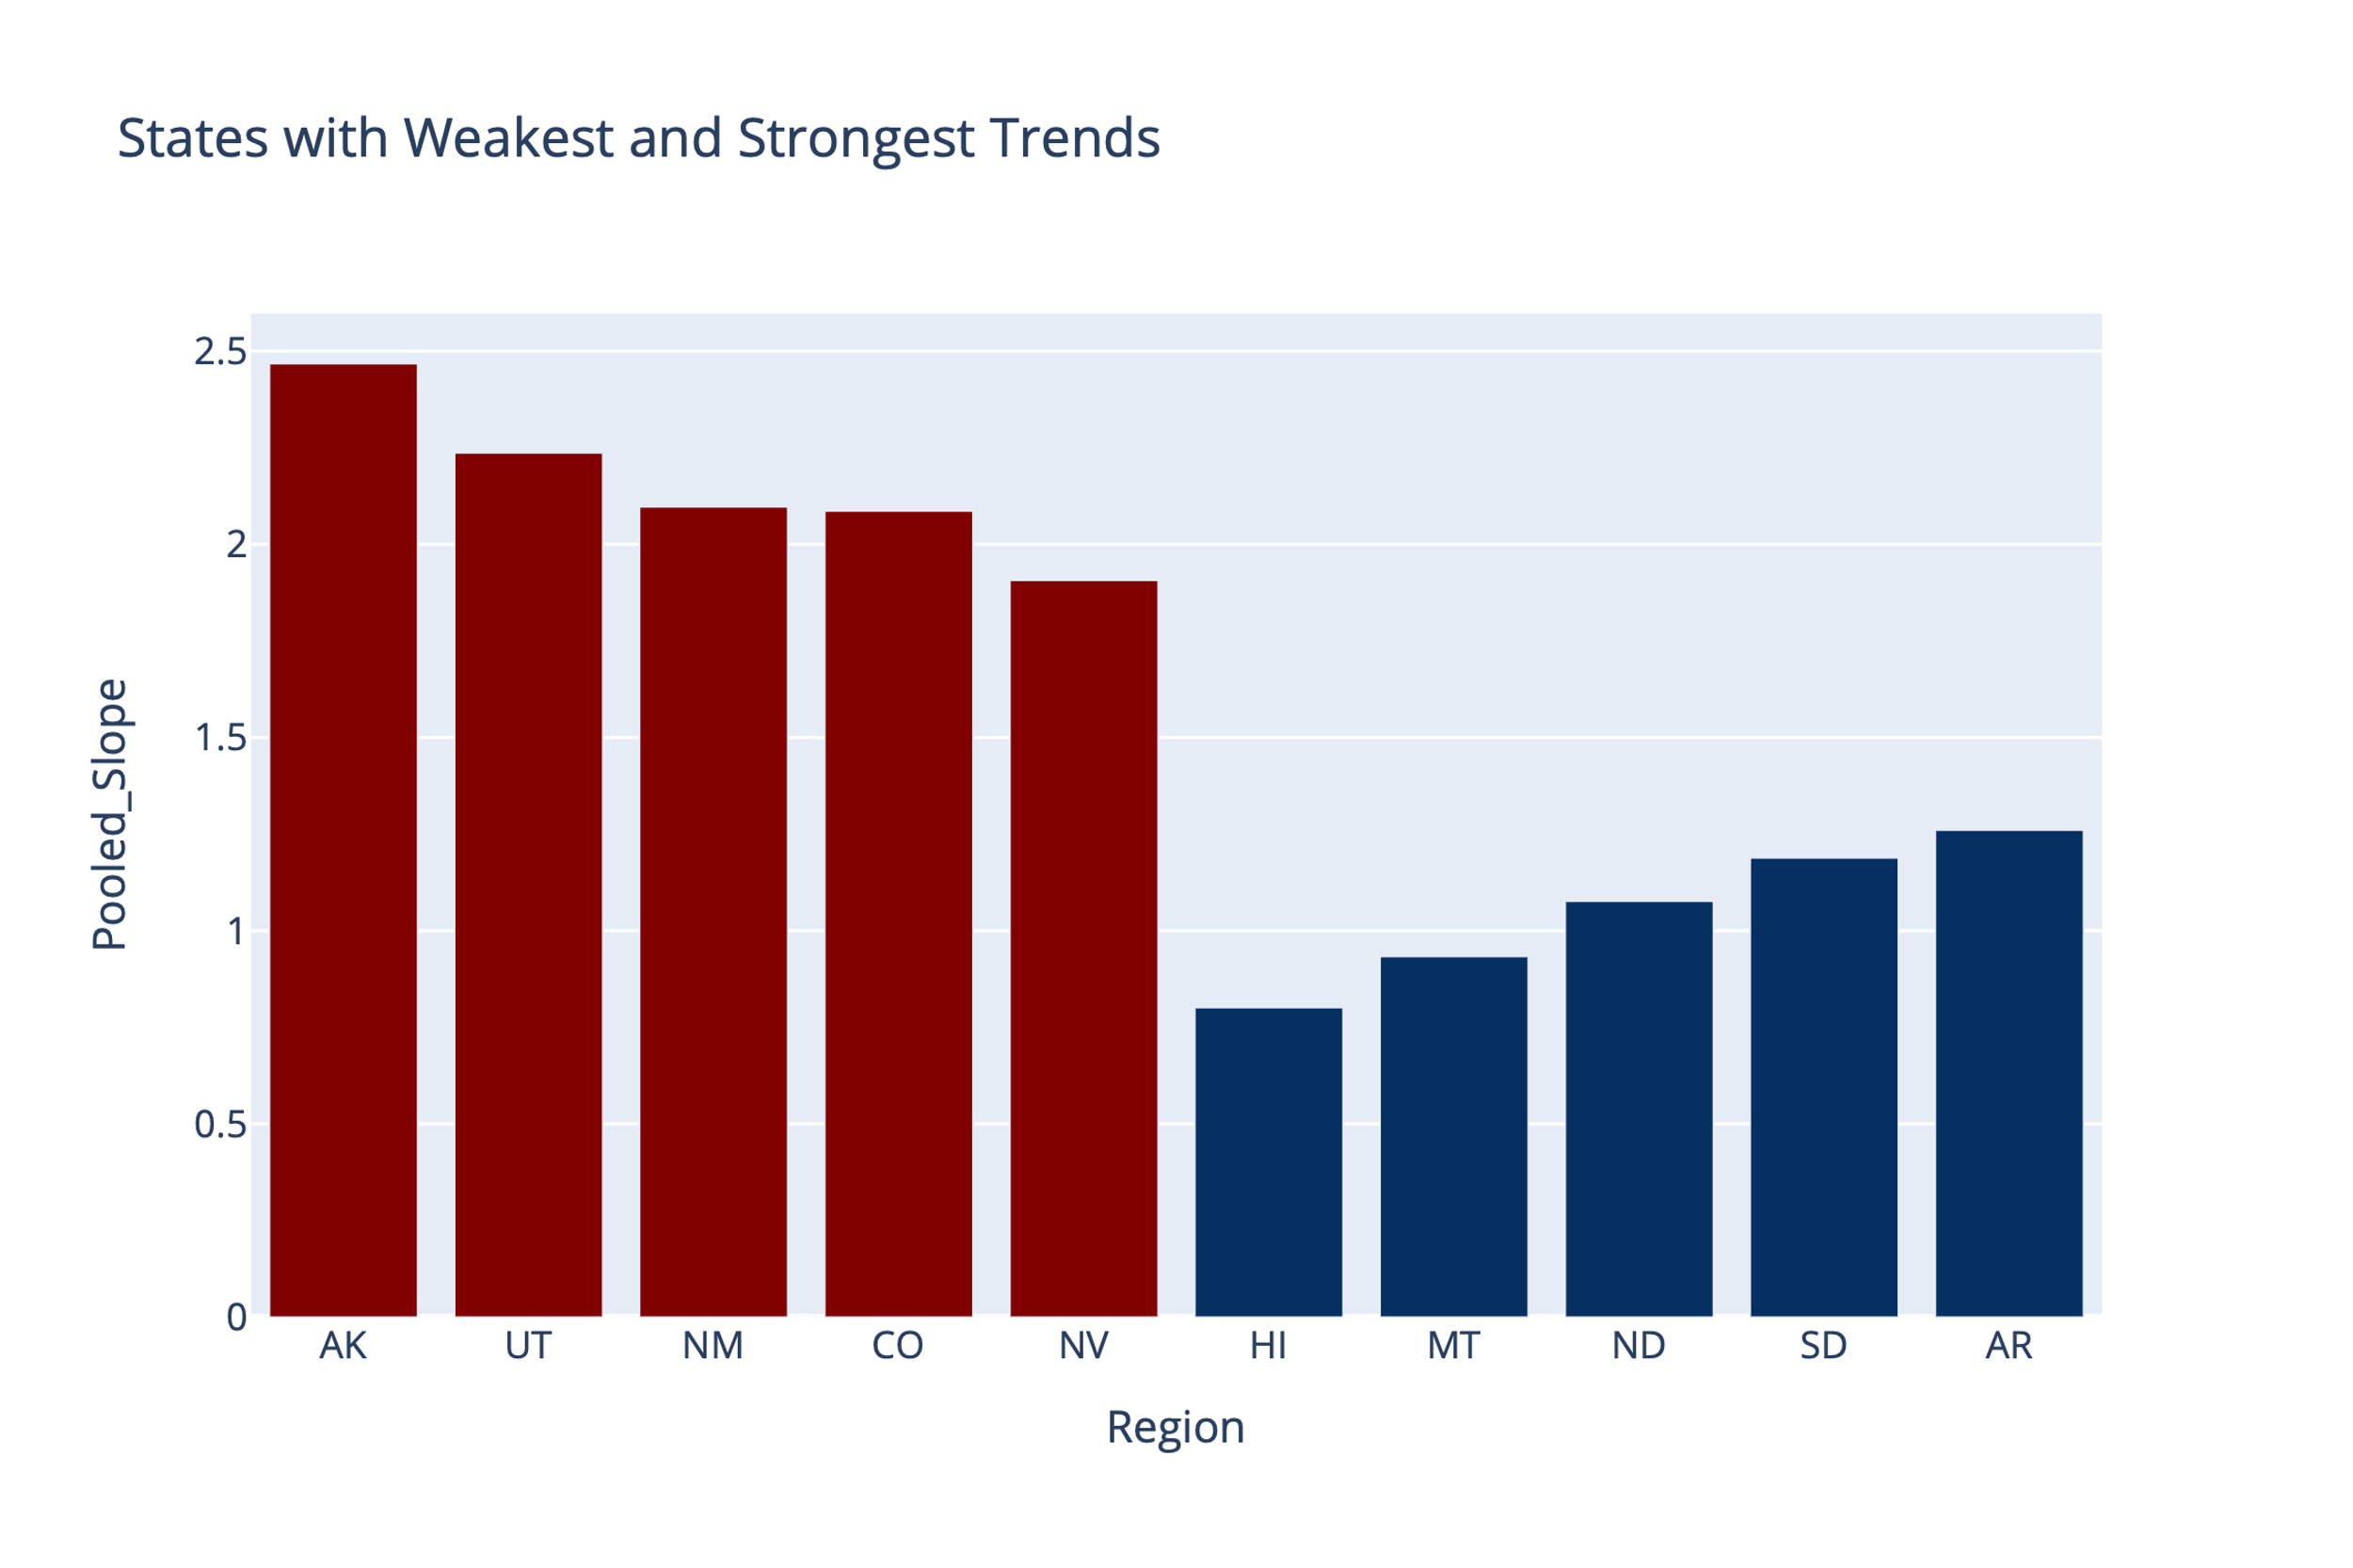 States with Weakest and Strongest Trends
2.5
2
1.5
1
0.5
0
Pooled_Slope
AK UT NM CO NV HI MT ND SD AR
Region